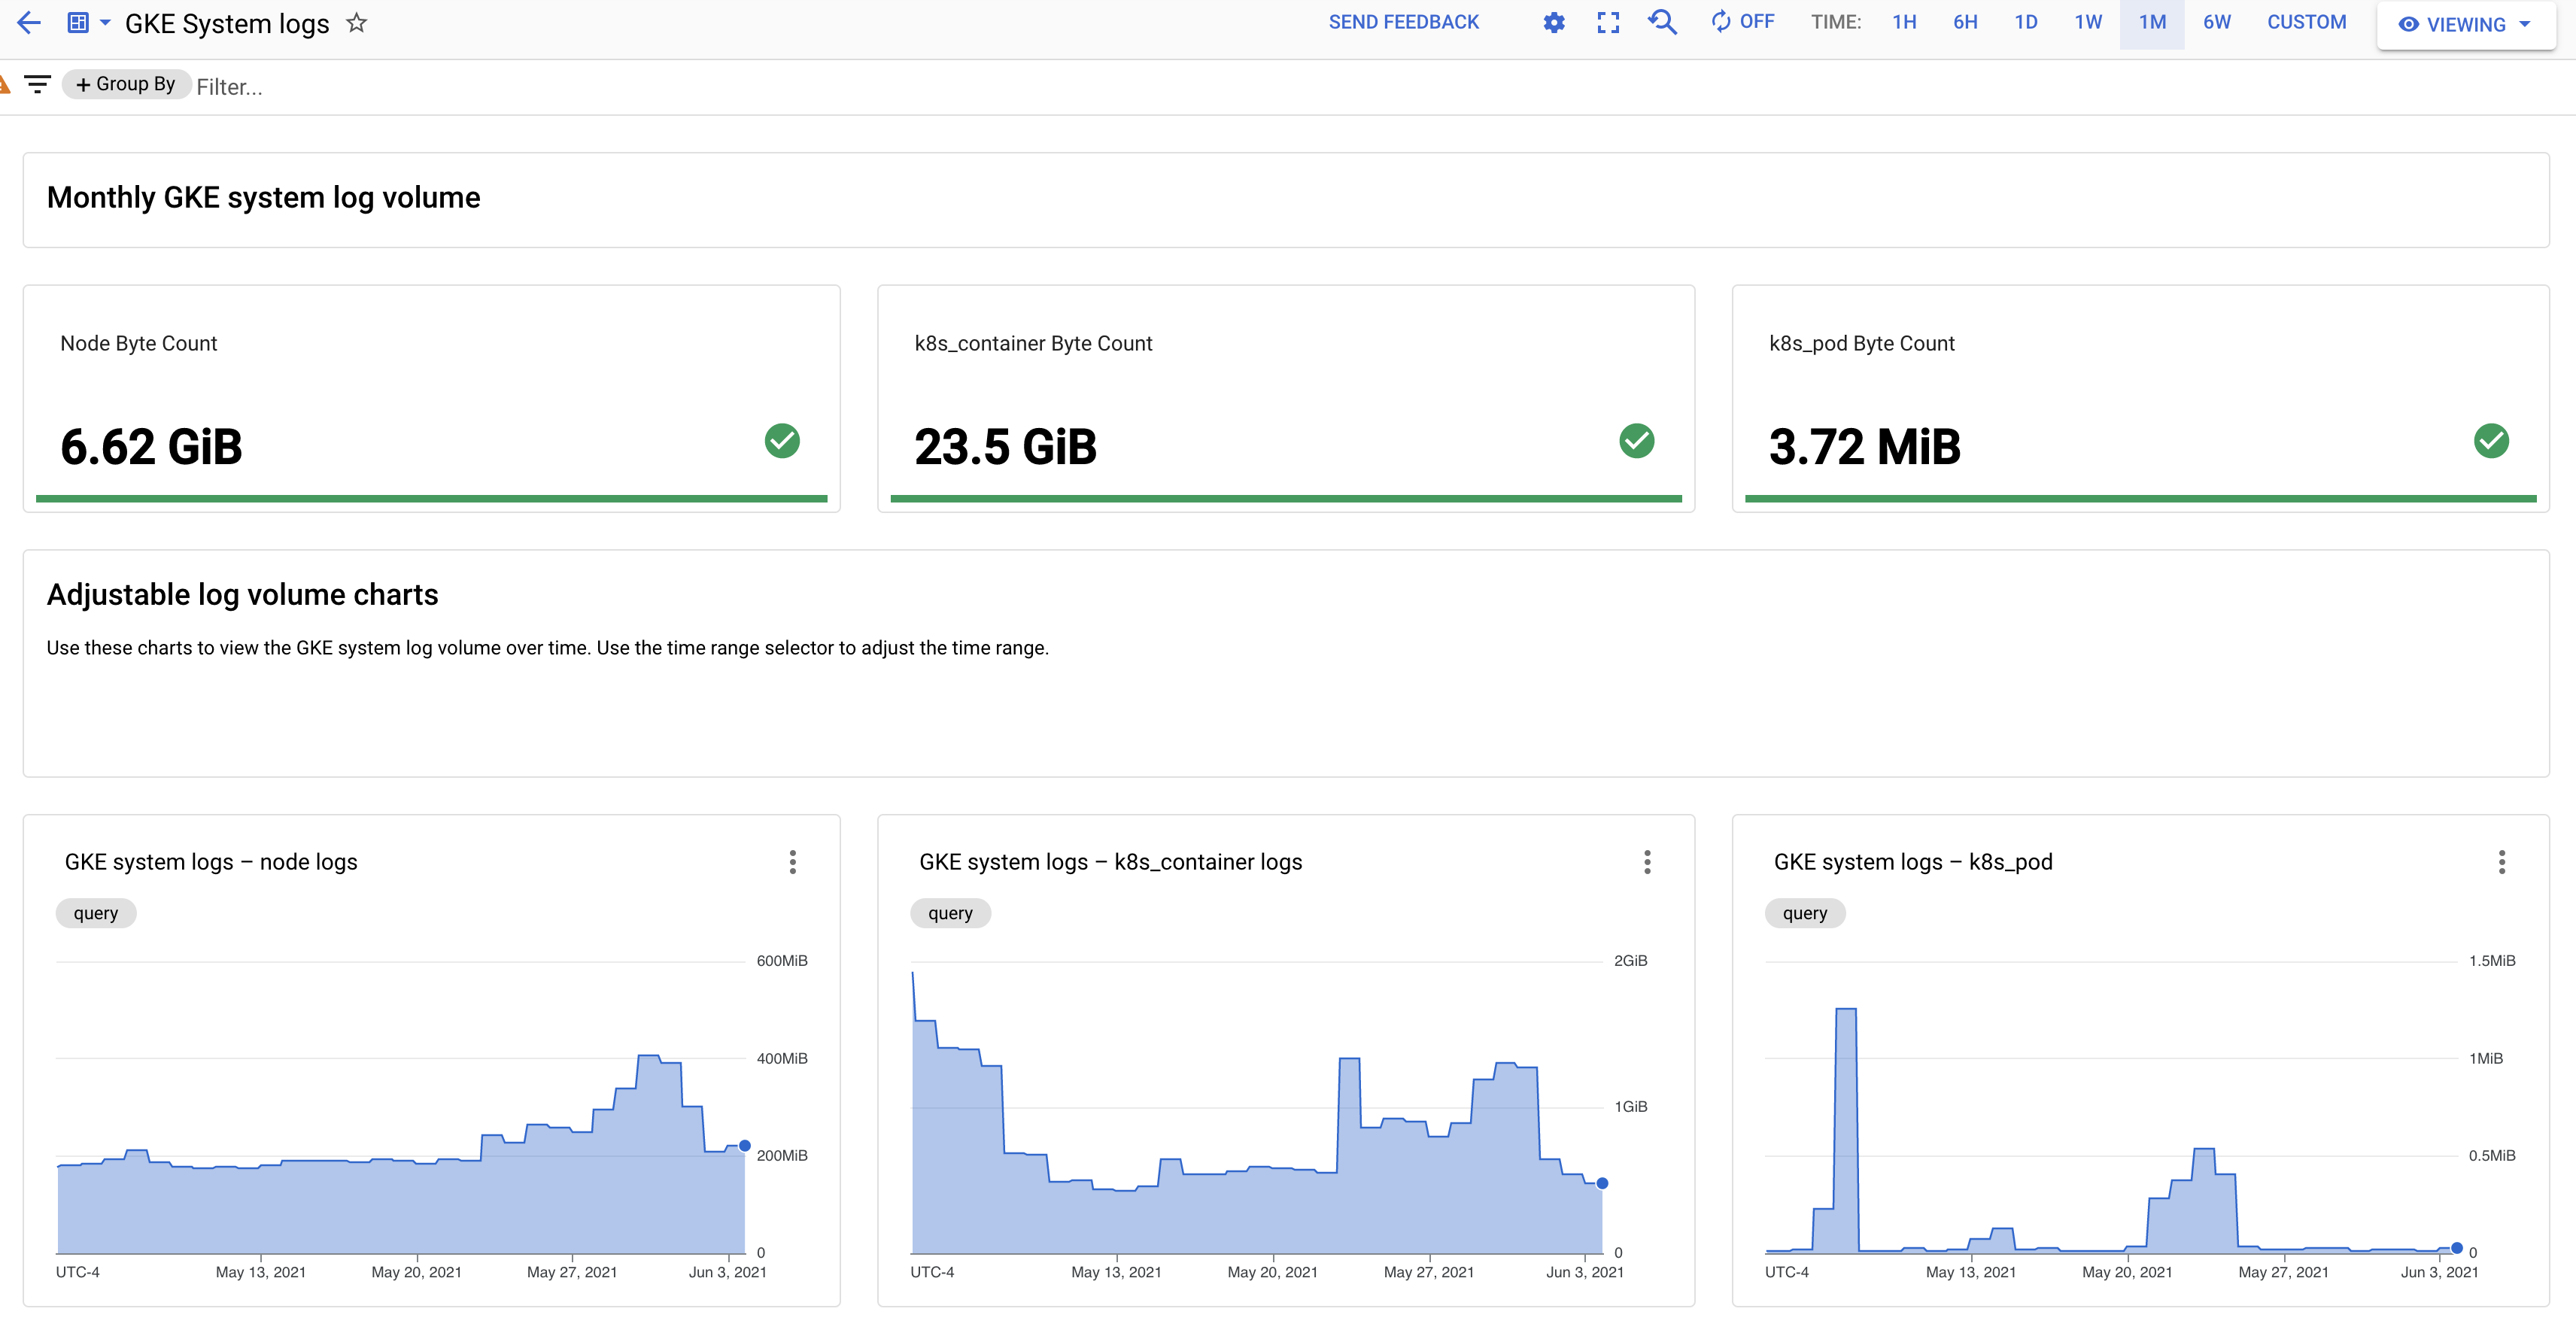 GKE System logs
SEND FEEDBACK OFF TIME: 1H 6H 1D 1W 1M 6W CUSTOM VIEWING
+ Group By Filter...
Monthly GKE system log volume
Node Byte Count
6.62 GiB
k8s_container Byte Count
23.5 GiB
k8s_pod Byte Count
3.72 MiB
Adjustable log volume charts
Use these charts to view the GKE system log volume over time. Use the time range selector to adjust the time range.
GKE system logs – node logs
query
600MiB
400MiB
200MiB
0
UTC-4 May 13, 2021 May 20, 2021 May 27, 2021 Jun 3, 2021
GKE system logs – k8s_container logs
query
2GiB
1GiB
0
UTC-4 May 13, 2021 May 20, 2021 May 27, 2021 Jun 3, 2021
GKE system logs – k8s_pod
query
1.5MiB
1MiB
0.5MiB
0
UTC-4 May 13, 2021 May 20, 2021 May 27, 2021 Jun 3, 2021